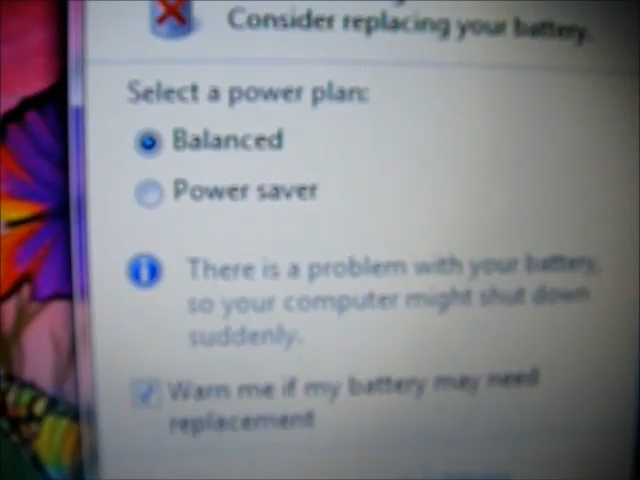 Consider replacing your battery.
Select a power plan:
Balanced
Power saver
There is a problem with your battery,
so your computer might shut down
suddenly.
Warn me if my battery may need
replacement